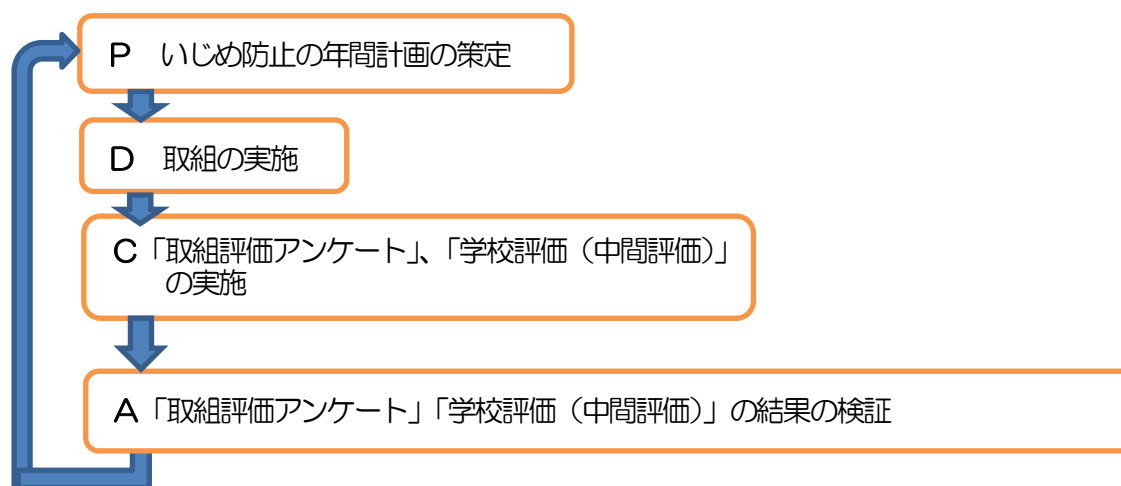 P　いじめ防止の年間計画の策定
D　取組の実施
C「取組評価アンケート」、「学校評価（中間評価）」
の実施
A「取組評価アンケート」「学校評価（中間評価）」の結果の検証